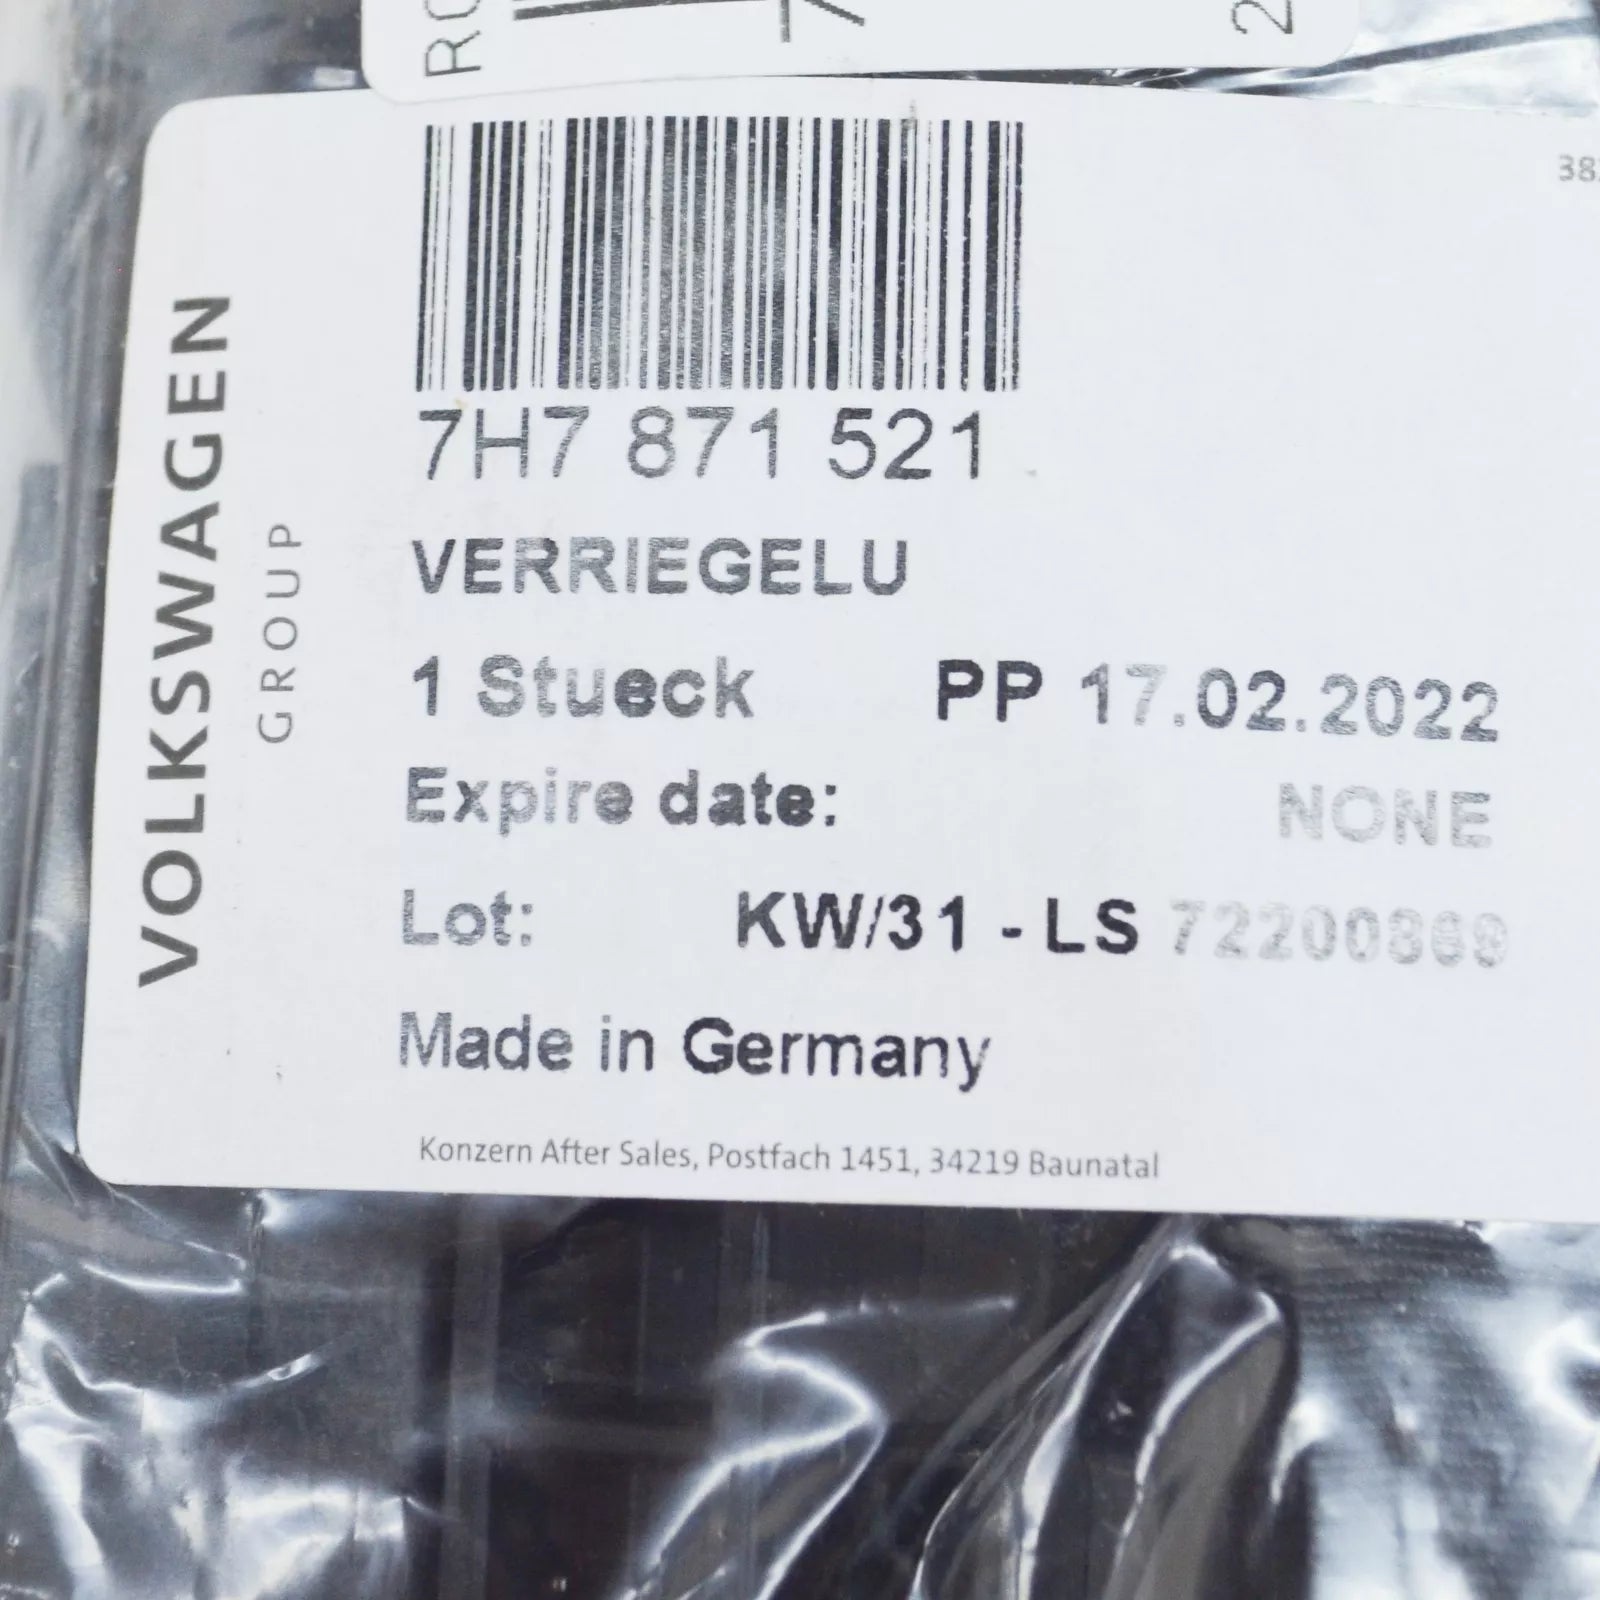 VOLKSWAGEN
GROUP
7H7 871 521
VERRIEGELU
1 Stueck PP 17.02.2022
Expire date: NONE
Lot: KW/31 - LS 72200869
Made in Germany
Konzern After Sales, Postfach 1451, 34219 Baunatal